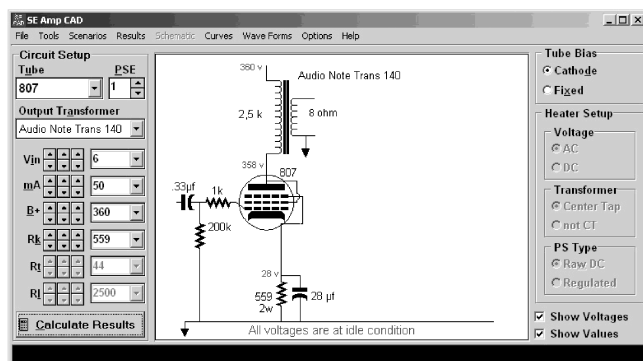 SE Amp CAD
File Tools Scenarios Results Schematic Curves Wave Forms Options Help
Circuit Setup
Tube PSE
807 1
Output Transformer
Audio Note Trans 140
Vin 6
mA 50
B+ 360
Rk 559
Rt 44
Rl 2500
Calculate Results
360 v
Audio Note Trans 140
2,5 k
8 ohm
358 v
807
.33µf
1k
200k
28 v
559
2w
28 µf
All voltages are at idle condition
Tube Bias
Cathode
Fixed
Heater Setup
Voltage
AC
DC
Transformer
Center Tap
not CT
PS Type
Raw DC
Regulated
Show Voltages
Show Values